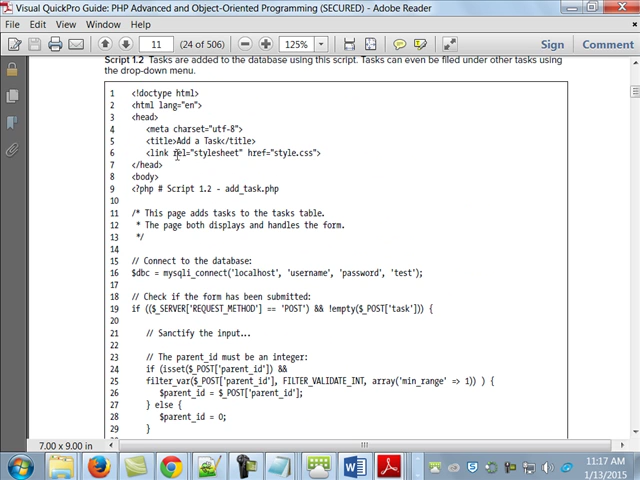 Visual QuickPro Guide: PHP Advanced and Object-Oriented Programming (SECURED) - Adobe Reader
File Edit View Window Help
11 (24 of 506) 125% Sign Comment
Script 1.2 Tasks are added to the database using this script. Tasks can even be filed under other tasks using
the drop-down menu.
1 <!doctype html>
2 <html lang="en">
3 <head>
4 <meta charset="utf-8">
5 <title>Add a Task</title>
6 <link rel="stylesheet" href="style.css">
7 </head>
8 <body>
9 <?php # Script 1.2 - add_task.php
10
11 /* This page adds tasks to the tasks table.
12 * The page both displays and handles the form.
13 */
14
15 // Connect to the database:
16 $dbc = mysqli_connect('localhost', 'username', 'password', 'test');
17
18 // Check if the form has been submitted:
19 if (($_SERVER['REQUEST_METHOD'] == 'POST') && !empty($_POST['task'])) {
20
21 // Sanctify the input...
22
23 // The parent_id must be an integer:
24 if (isset($_POST['parent_id']) &&
25 filter_var($_POST['parent_id'], FILTER_VALIDATE_INT, array('min_range' => 1)) ) {
26 $parent_id = $_POST['parent_id'];
27 } else {
28 $parent_id = 0;
29 }
7.00 x 9.00 in
11:17 AM
1/13/2015